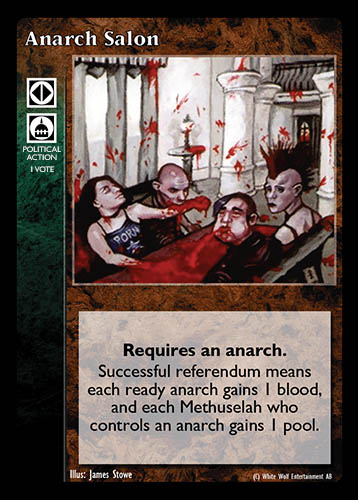 Anarch Salon
POLITICAL
ACTION
1 VOTE
PORN
Requires an anarch.
Successful referendum means
each ready anarch gains 1 blood,
and each Methuselah who
controls an anarch gains 1 pool.
Illus: James Stowe
(C) White Wolf Entertainment AB